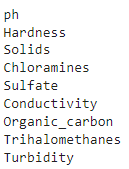 ph
Hardness
Solids
Chloramines
Sulfate
Conductivity
Organic_carbon
Trihalomethanes
Turbidity